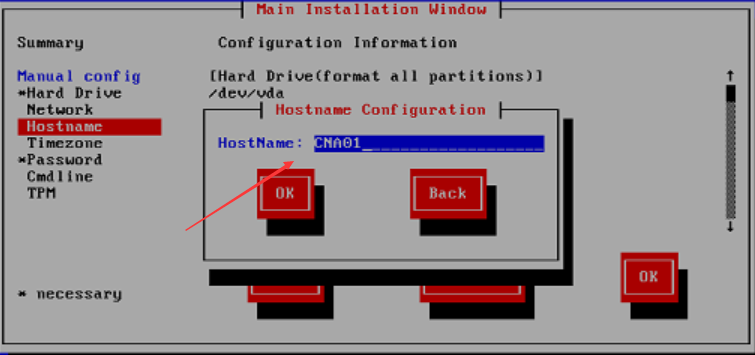 Main Installation Window
Summary
Configuration Information
Manual config
[Hard Drive(format all partitions)]
*Hard Drive
/dev/vda
Network
Hostname Configuration
Hostname
HostName: CNA01_
Timezone
*Password
Cmdline
TPM
OK
Back
OK
* necessary